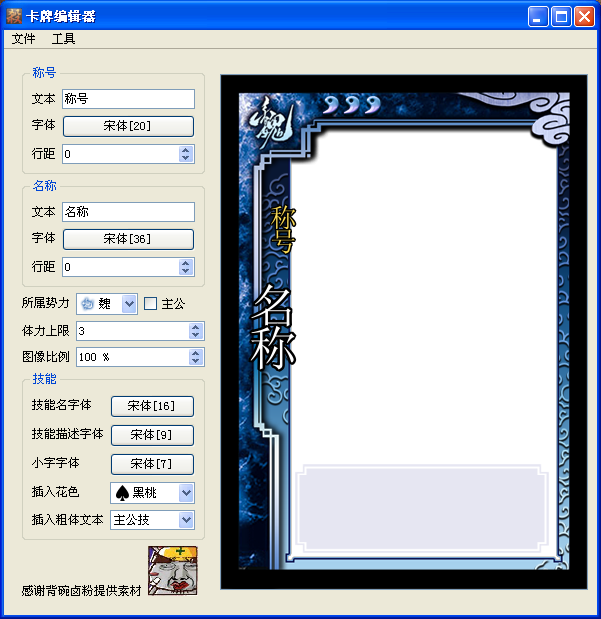 卡牌编辑器
文件 工具
称号
文本 称号
字体 宋体[20]
行距 0
名称
文本 名称
字体 宋体[36]
行距 0
所属势力 魏 主公
体力上限 3
图像比例 100 %
技能
技能名字体 宋体[16]
技能描述字体 宋体[9]
小字字体 宋体[7]
插入花色 黑桃
插入粗体文本 主公技
感谢背碗卤粉提供素材
魏
称号
名称